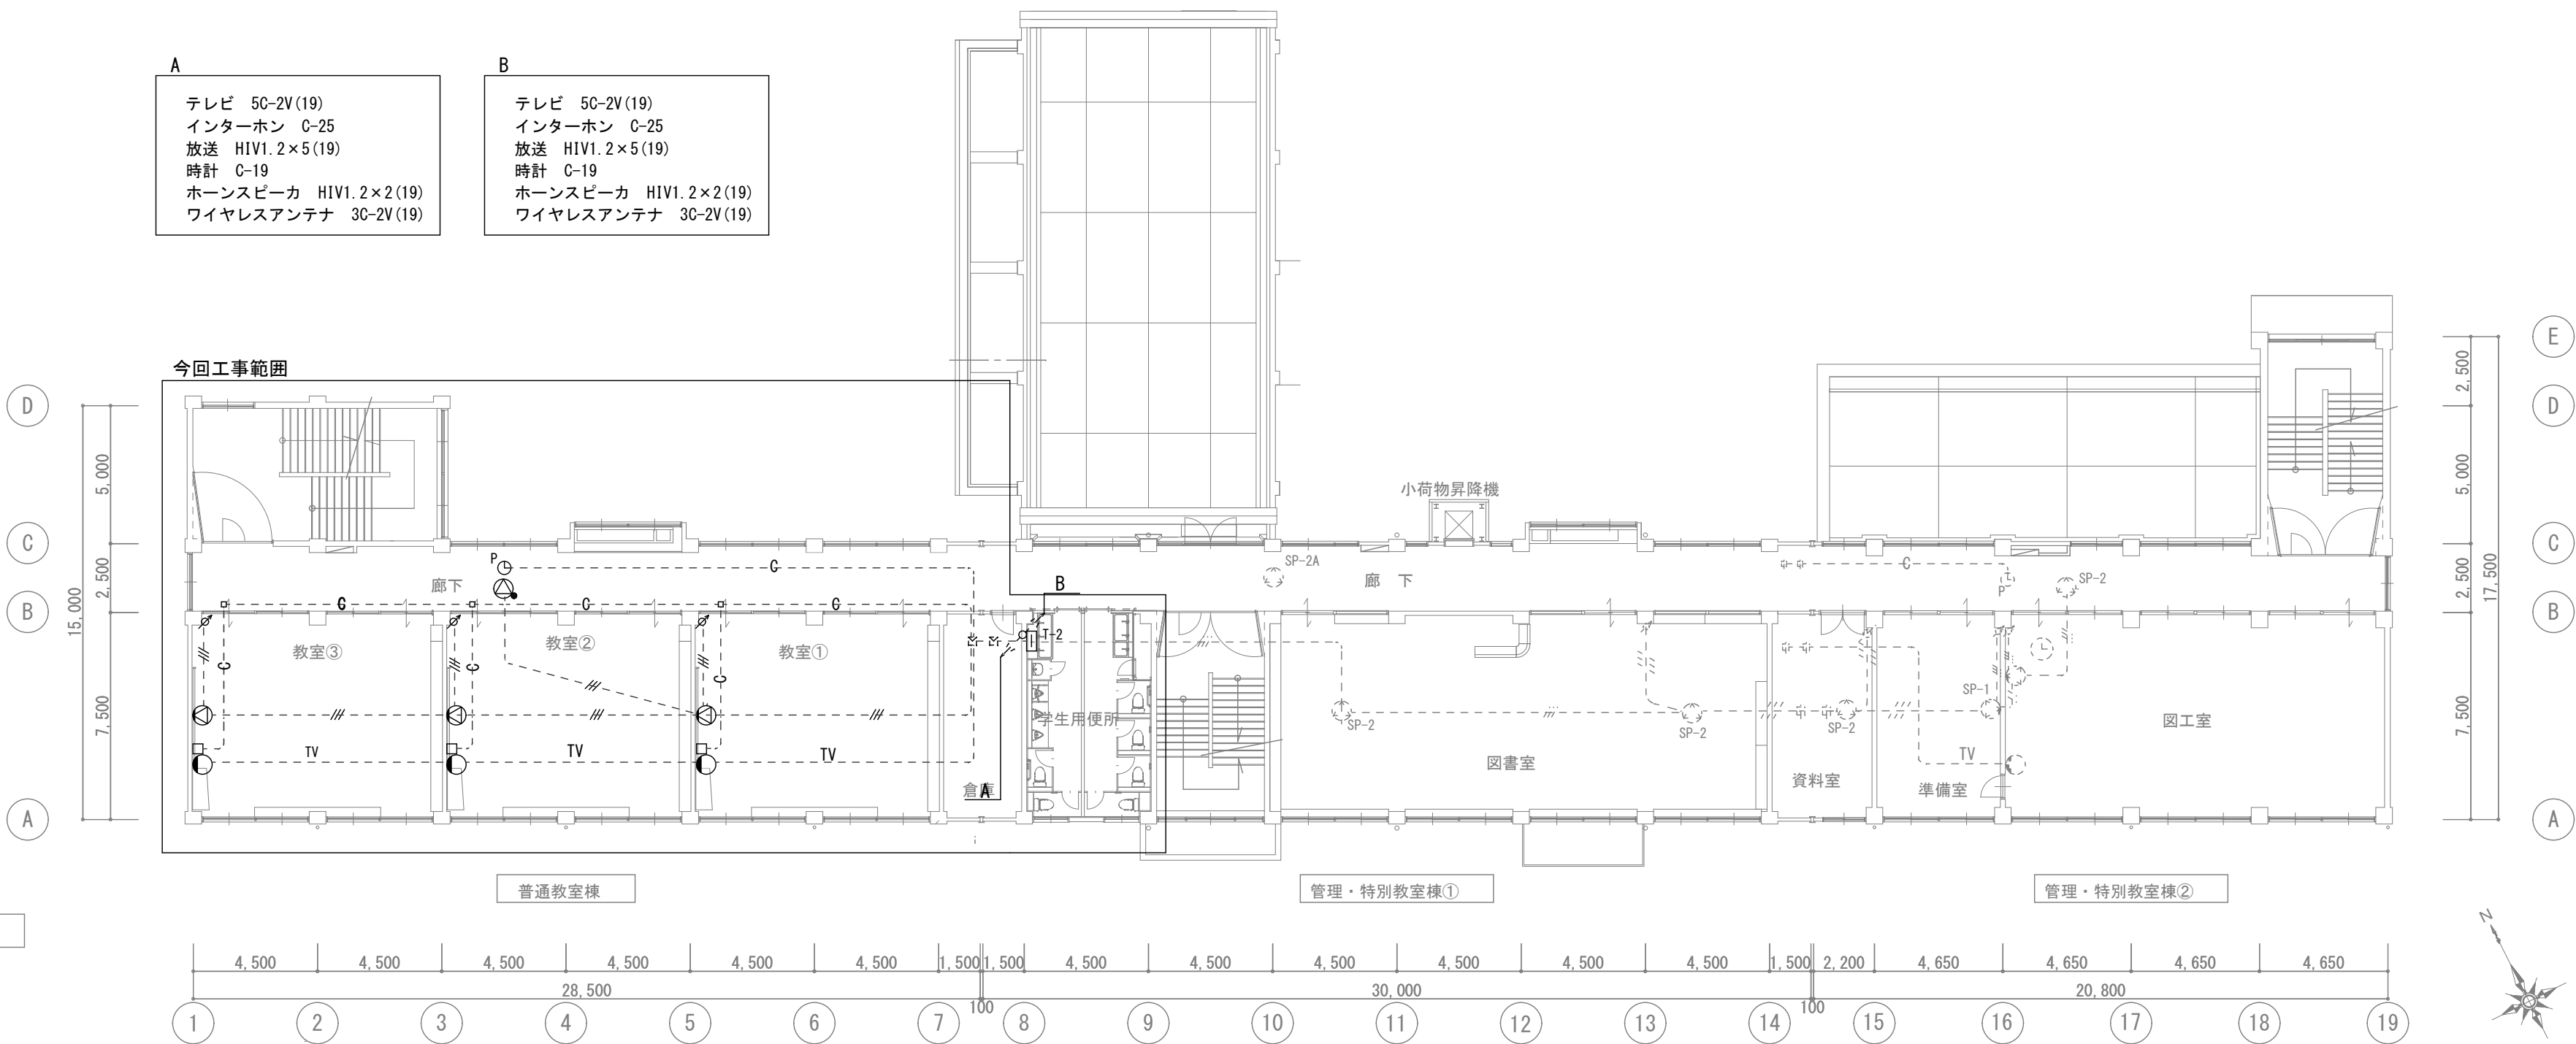 A
テレビ 5C-2V(19)
インターホン C-25
放送 HIV1.2×5(19)
時計 C-19
ホーンスピーカ HIV1.2×2(19)
ワイヤレスアンテナ 3C-2V(19)
B
テレビ 5C-2V(19)
インターホン C-25
放送 HIV1.2×5(19)
時計 C-19
ホーンスピーカ HIV1.2×2(19)
ワイヤレスアンテナ 3C-2V(19)
今回工事範囲
E
D
D
C
C
B
B
A
A
5,000
2,500
7,500
15,000
2,500
5,000
2,500
7,500
17,500
小荷物昇降機
P
C
廊下
C
C
C
B
SP-2A
廊 下
C
P
SP-2
教室③
教室②
教室①
T-2
C
C
C
学生用便所
SP-2
SP-2
SP-2
SP-1
図工室
TV
TV
TV
TV
倉庫
A
図書室
資料室
準備室
普通教室棟
管理・特別教室棟①
管理・特別教室棟②
N
4,500 4,500 4,500 4,500 4,500 4,500 1,500 1,500 4,500 4,500 4,500 4,500 4,500 4,500 1,500 2,200 4,650 4,650 4,650 4,650
28,500 100 30,000 100 20,800
1 2 3 4 5 6 7 8 9 10 11 12 13 14 15 16 17 18 19